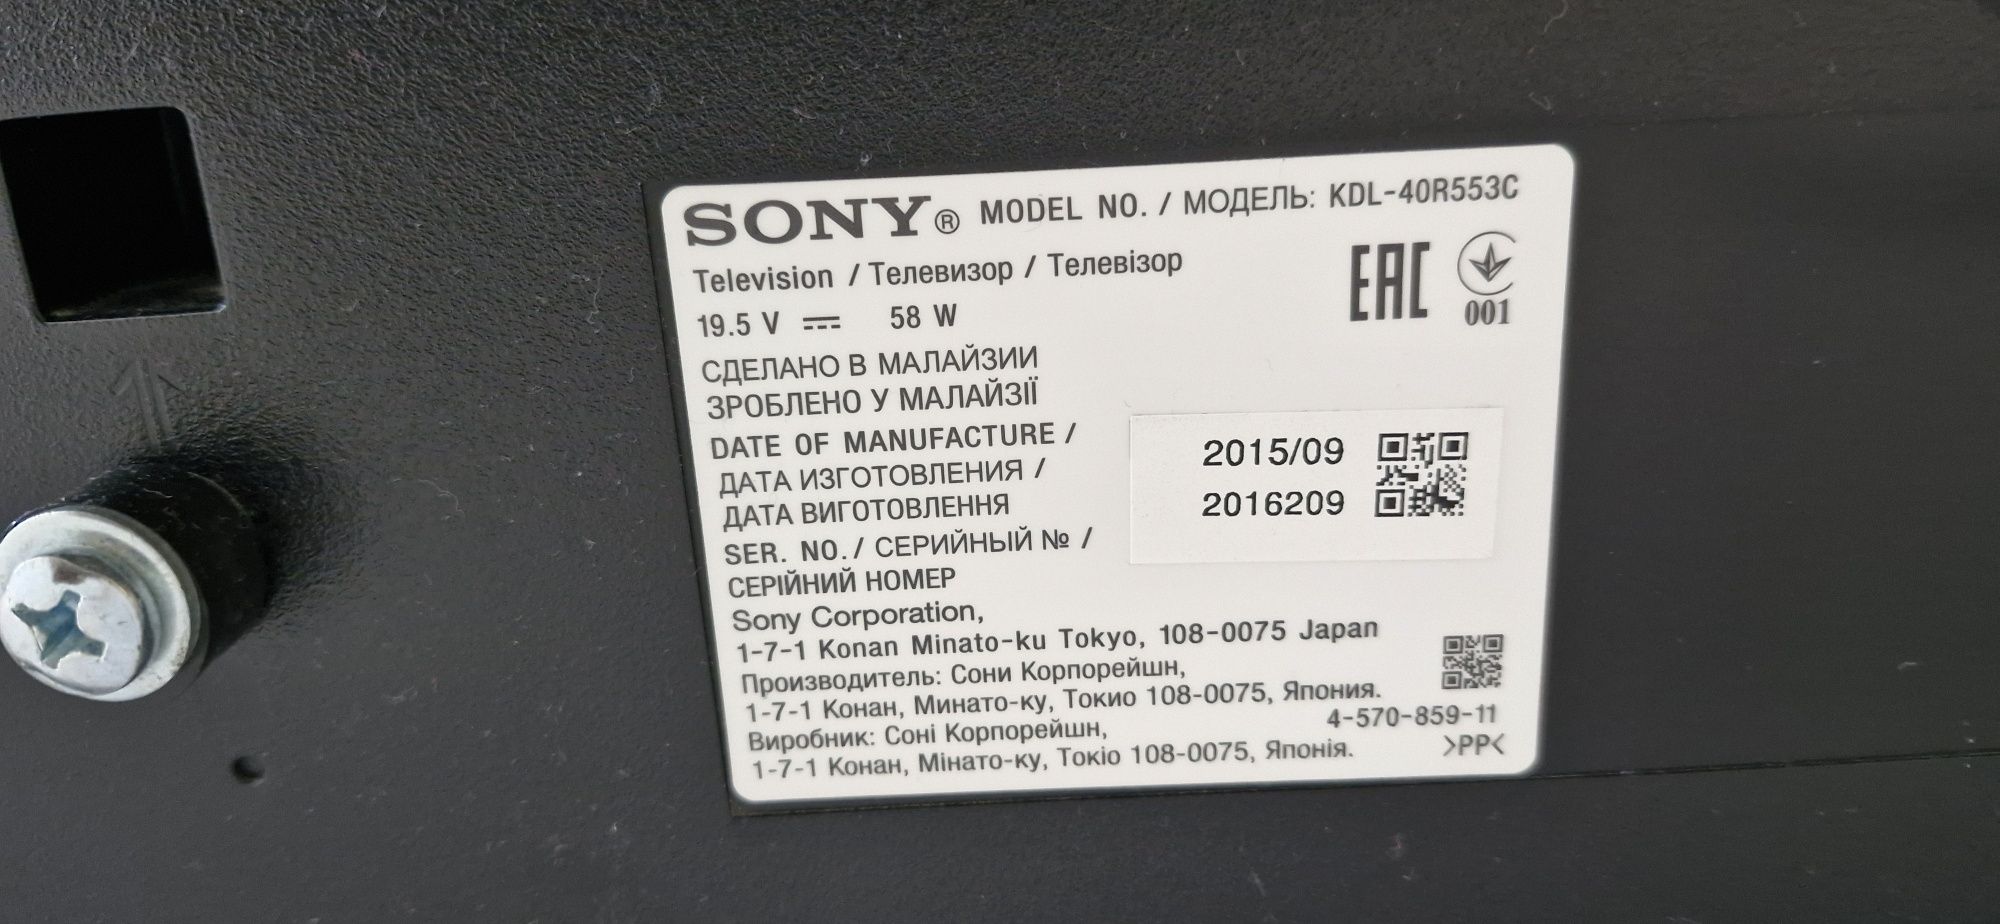 SONY® MODEL NO. / МОДЕЛЬ: KDL-40R553C
Television / Телевизор / Телевізор
19.5 V ⎓ 58 W
EAC
001
СДЕЛАНО В МАЛАЙЗИИ
ЗРОБЛЕНО У МАЛАЙЗІЇ
DATE OF MANUFACTURE /
ДАТА ИЗГОТОВЛЕНИЯ /
ДАТА ВИГОТОВЛЕННЯ
2015/09
SER. NO. / СЕРИЙНЫЙ № /
СЕРІЙНИЙ НОМЕР
2016209
Sony Corporation,
1-7-1 Konan Minato-ku Tokyo, 108-0075 Japan
Производитель: Сони Корпорейшн,
1-7-1 Конан, Минато-ку, Токио 108-0075, Япония.
Виробник: Соні Корпорейшн,
1-7-1 Конан, Мінато-ку, Токіо 108-0075, Японія.
4-570-859-11
>PP<